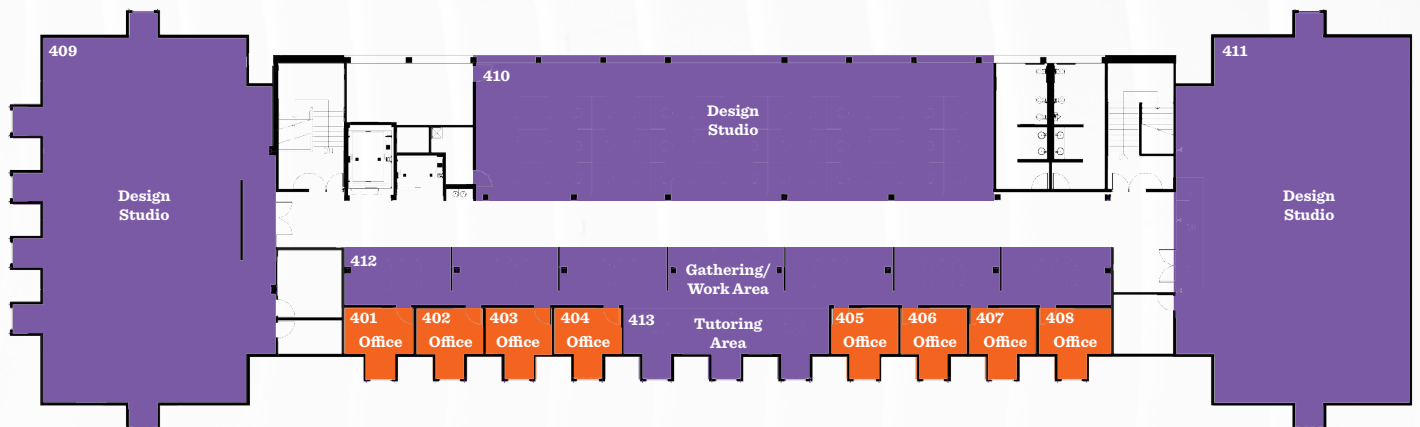 409
Design
Studio
410
Design
Studio
411
Design
Studio
412
Gathering/
Work Area
401
Office
402
Office
403
Office
404
Office
413
Tutoring
Area
405
Office
406
Office
407
Office
408
Office